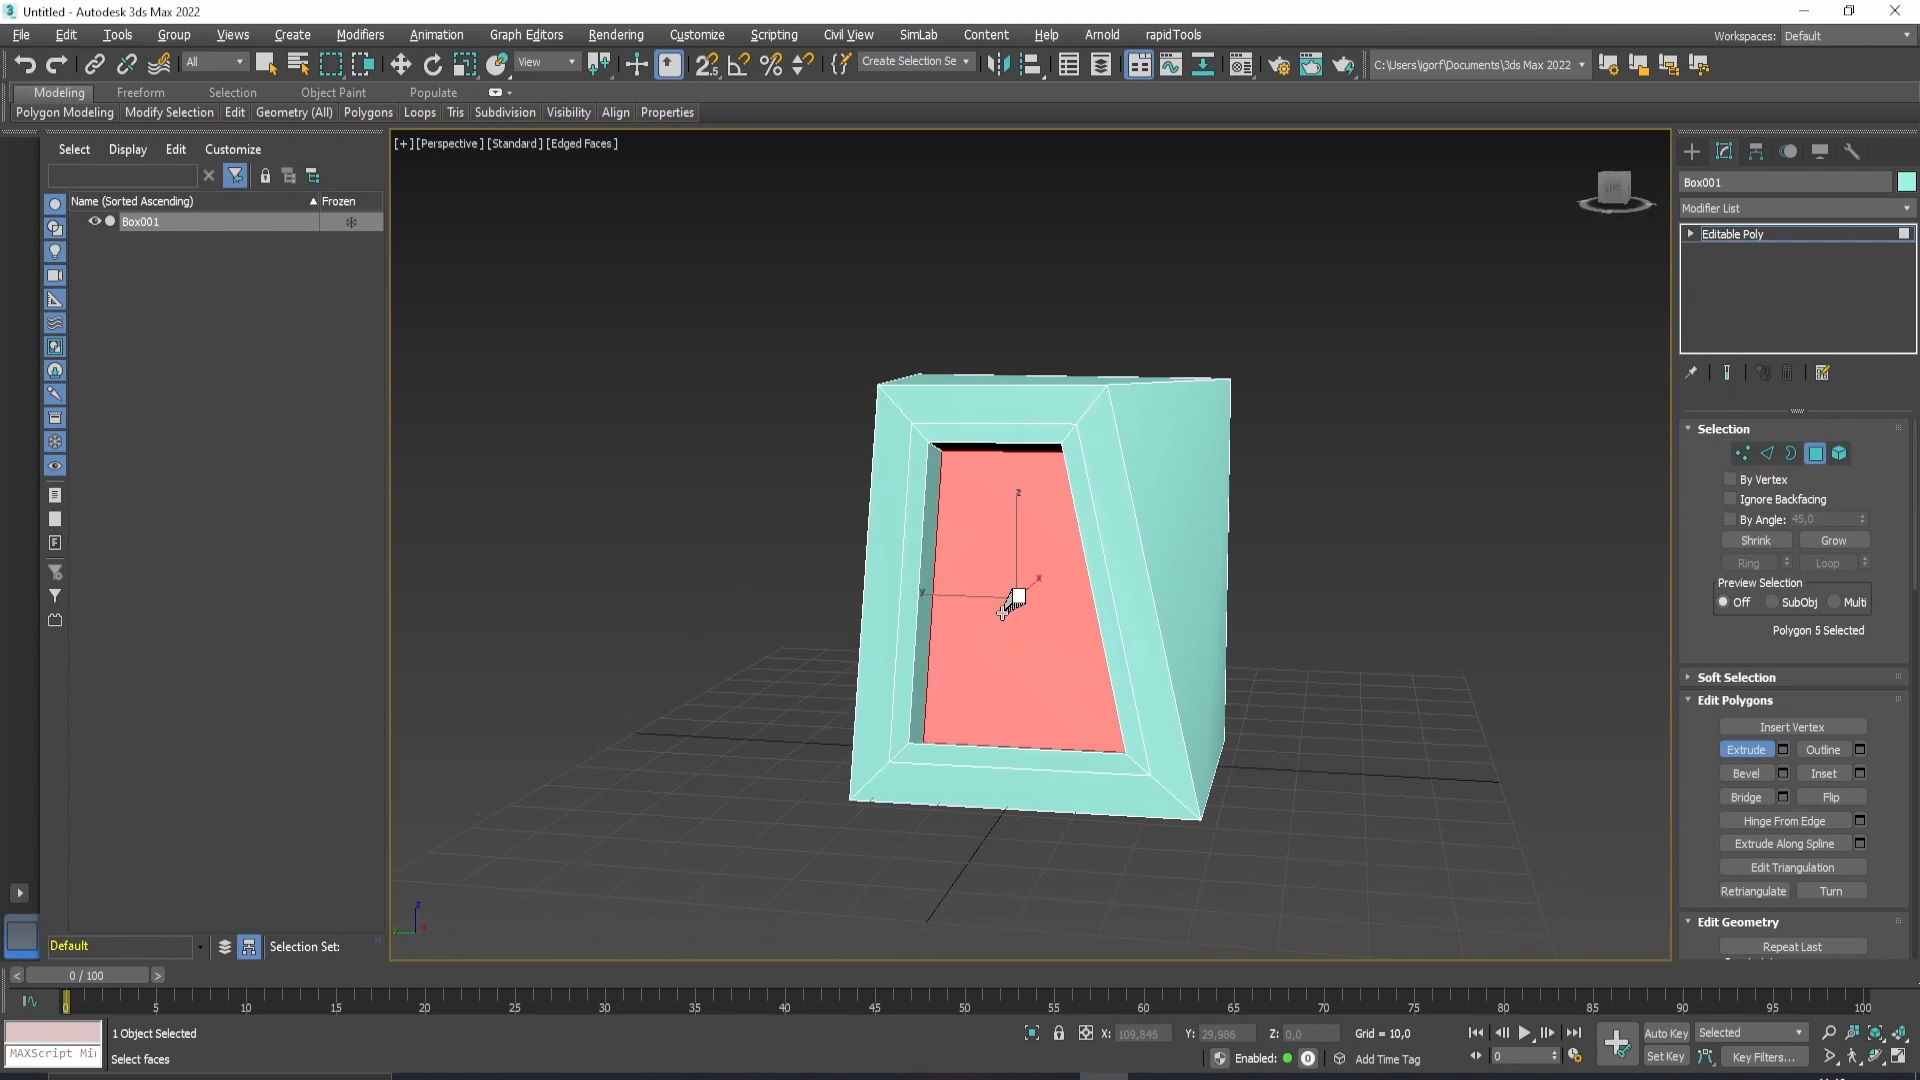 3 Untitled - Autodesk 3ds Max 2022
File Edit Tools Group Views Create Modifiers Animation Graph Editors Rendering Customize Scripting Civil View SimLab Content Help Arnold rapidTools Workspaces: Default
All View Create Selection Se C:\Users\igorf\Documents\3ds Max 2022
Modeling Freeform Selection Object Paint Populate
Polygon Modeling Modify Selection Edit Geometry (All) Polygons Loops Tris Subdivision Visibility Align Properties
Select Display Edit Customize
[+] [Perspective] [Standard] [Edged Faces]
Name (Sorted Ascending) Frozen
Box001
Box001
Modifier List
Editable Poly
Selection
By Vertex
Ignore Backfacing
By Angle: 45,0
Shrink Grow
Ring Loop
Preview Selection
Off SubObj Multi
Polygon 5 Selected
Soft Selection
Edit Polygons
Insert Vertex
Extrude Outline
Bevel Inset
Bridge Flip
Hinge From Edge
Extrude Along Spline
Edit Triangulation
Retriangulate Turn
Edit Geometry
Repeat Last
z
x
y
z
y x
Default Selection Set:
< 0 / 100 >
0 5 10 15 20 25 30 35 40 45 50 55 60 65 70 75 80 85 90 95 100
1 Object Selected X: 109,845 Y: 29,986 Z: 0,0 Grid = 10,0 Auto Key Selected
MAXScript Mi Select faces Enabled: 0 Add Time Tag 0 Set Key Key Filters...